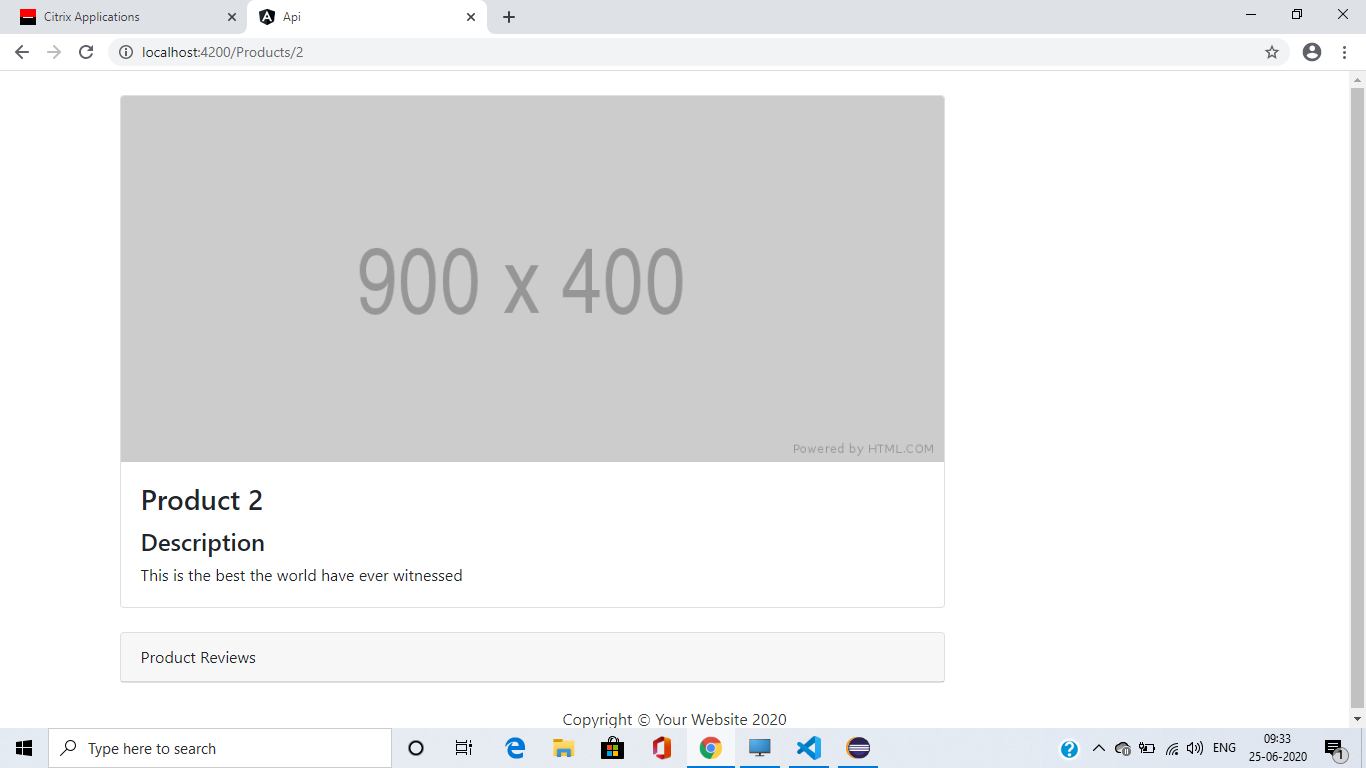 Citrix Applications
Api
localhost:4200/Products/2
900 x 400
Powered by HTML.COM
Product 2
Description
This is the best the world have ever witnessed
Product Reviews
Copyright © Your Website 2020
Type here to search
ENG
09:33
25-06-2020
1